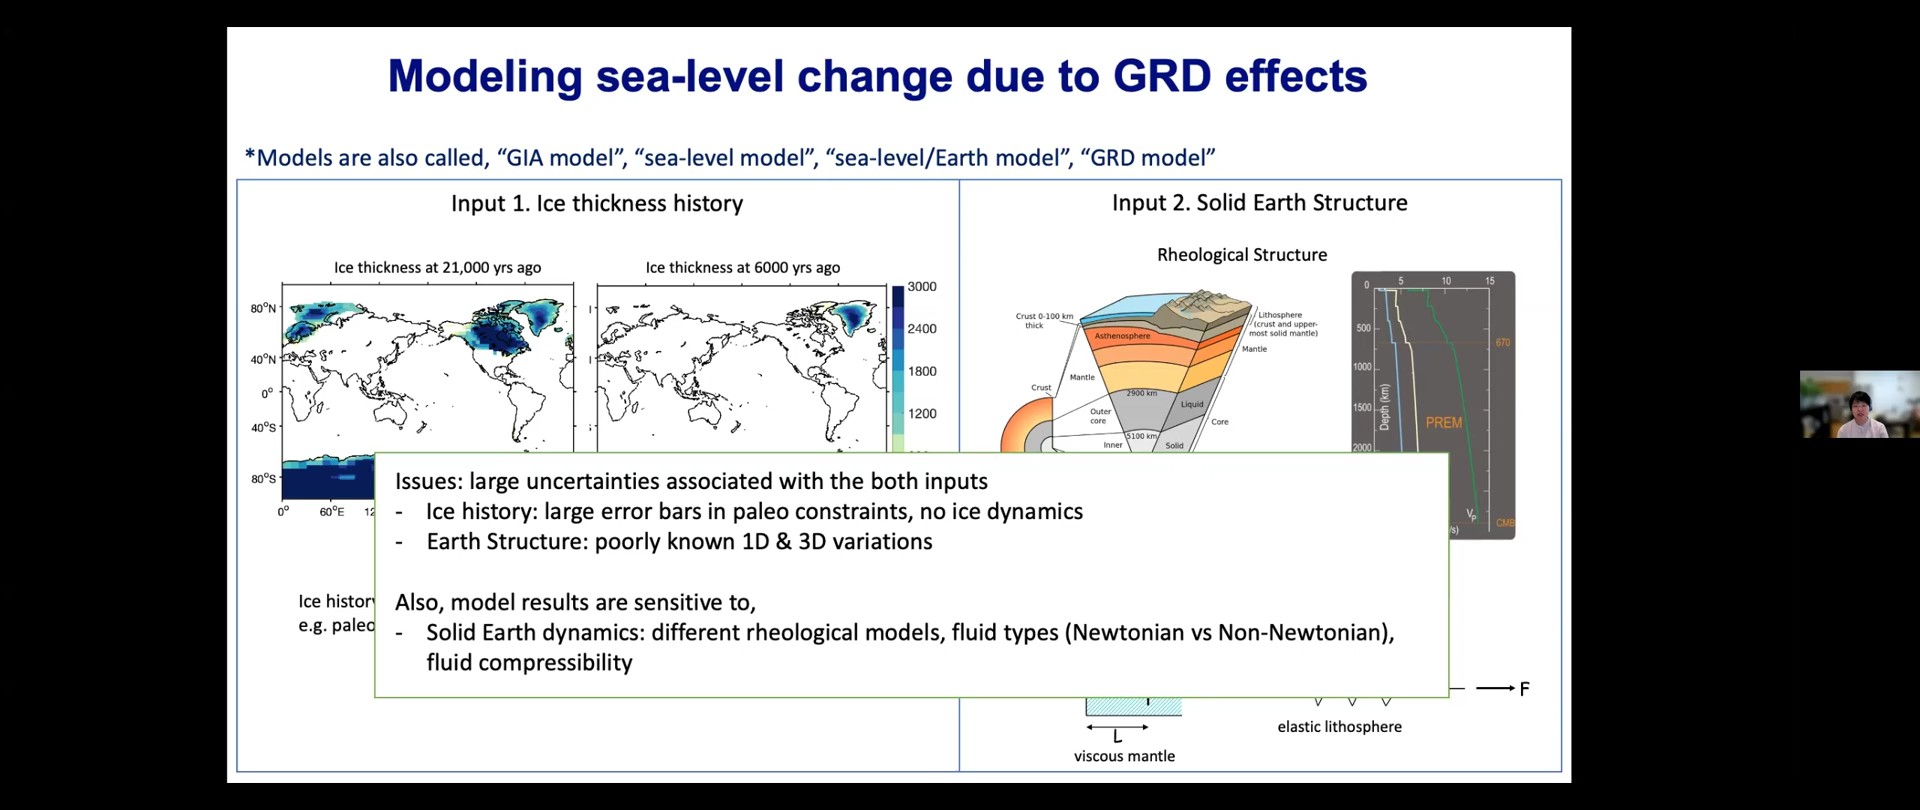 Modeling sea-level change due to GRD effects
*Models are also called, “GIA model”, “sea-level model”, “sea-level/Earth model”, “GRD model”
Input 1. Ice thickness history
Ice thickness at 21,000 yrs ago
Ice thickness at 6000 yrs ago
80°N
40°N
0°
40°S
80°S
0°
60°E
12
3000
2400
1800
1200
Ice histor
e.g. paleo
Input 2. Solid Earth Structure
Rheological Structure
Crust 0-100 km
thick
Asthenosphere
Lithosphere
(crust and upper-
most solid mantle)
Mantle
Mantle
Crust
2900 km
Outer
core
Liquid
Core
5100 km
Inner
Solid
5
10
15
0
500
670
1000
1500
2000
Depth (km)
PREM
Vp
CMB
/s)
Issues: large uncertainties associated with the both inputs
- Ice history: large error bars in paleo constraints, no ice dynamics
- Earth Structure: poorly known 1D & 3D variations
Also, model results are sensitive to,
- Solid Earth dynamics: different rheological models, fluid types (Newtonian vs Non-Newtonian),
fluid compressibility
F
L
viscous mantle
elastic lithosphere